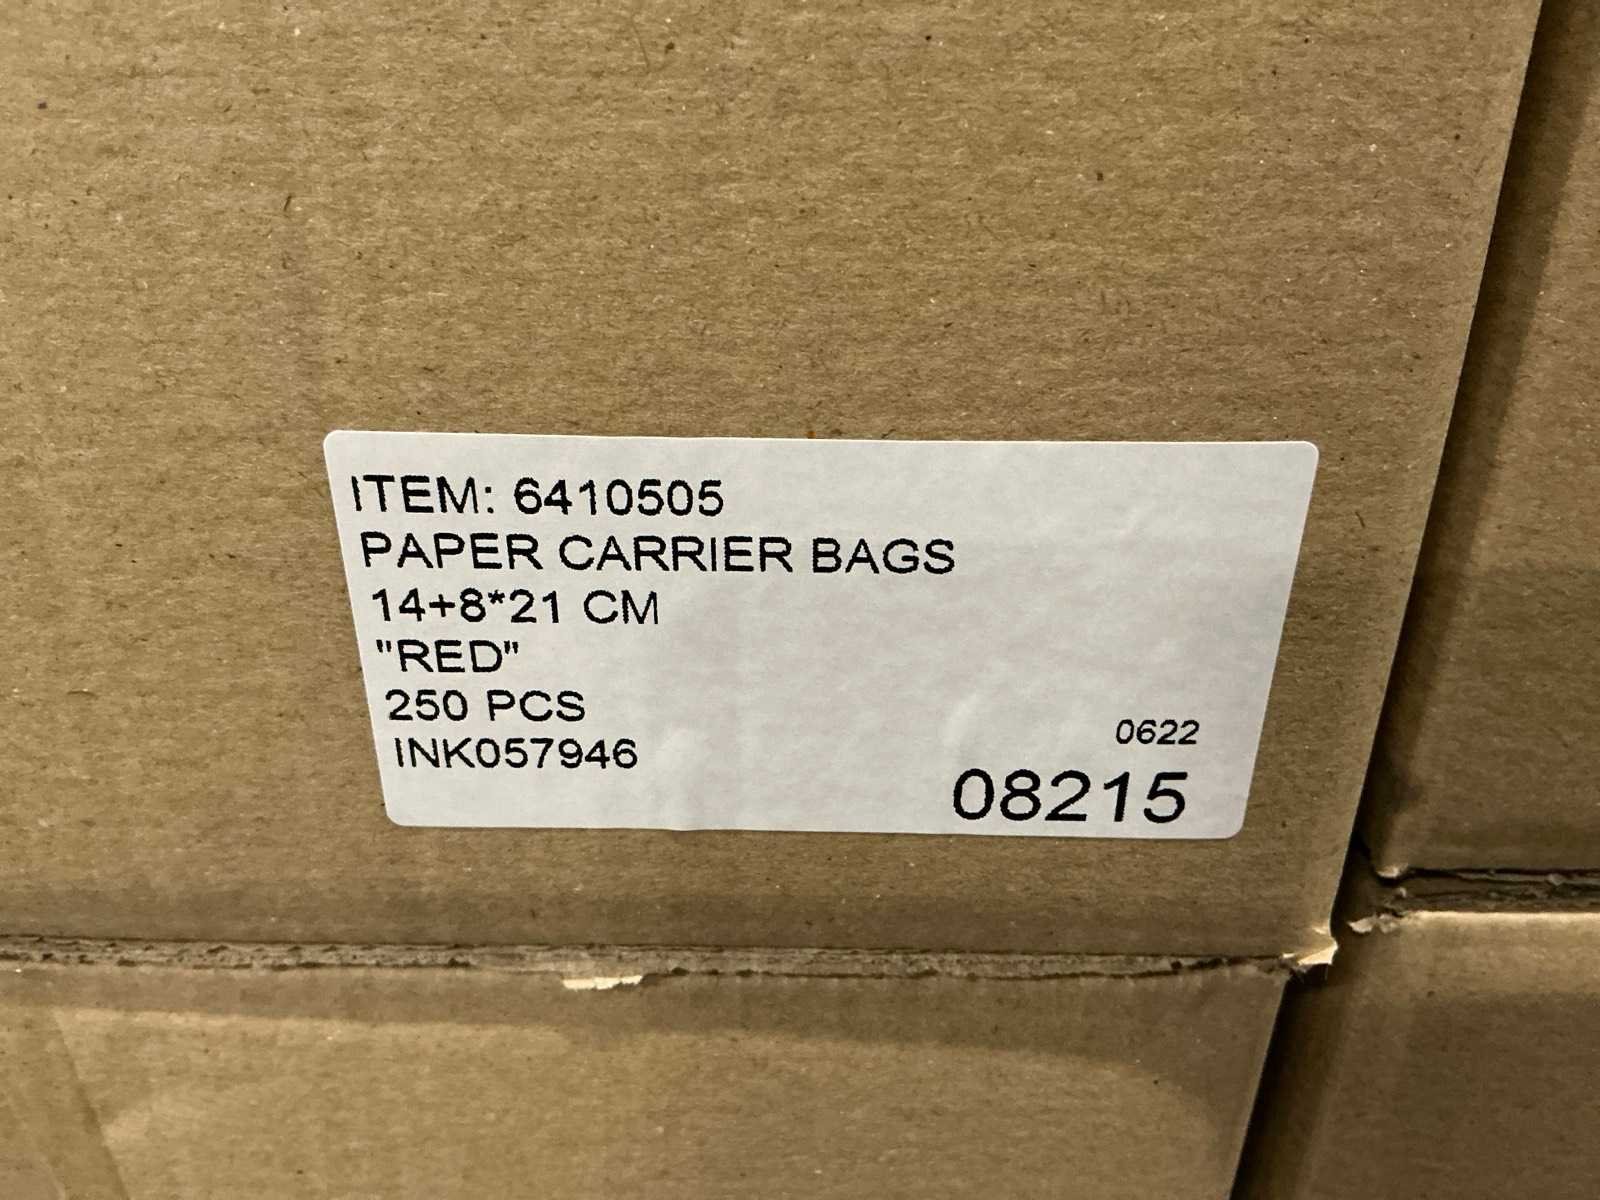 ITEM: 6410505
PAPER CARRIER BAGS
14+8*21 CM
"RED"
250 PCS
INK057946
0622
08215